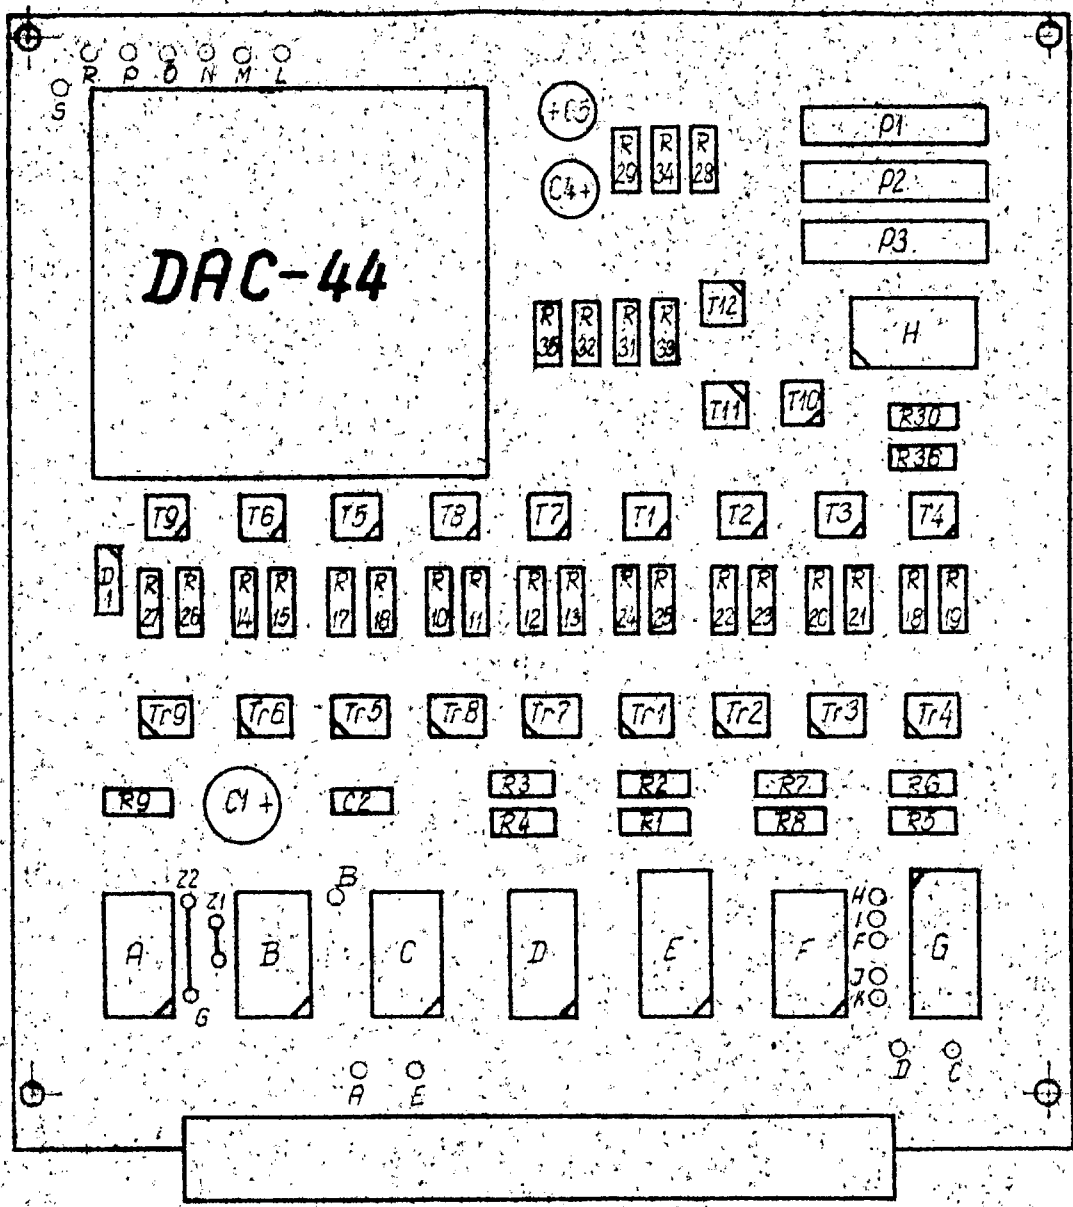 R P O N M L
S
+C5
C4+
R 29
R 34
R 28
P1
P2
P3
DAC-44
R 35
R 32
R 31
R 33
T12
H
T11
T10
R30
R36
T9
T6
T5
T8
T7
T1
T2
T3
T4
D 1
R 27
R 26
R 14
R 15
R 17
R 16
R 10
R 11
R 12
R 13
R 24
R 25
R 22
R 23
R 20
R 21
R 18
R 19
Tr9
Tr6
Tr5
Tr8
Tr7
Tr1
Tr2
Tr3
Tr4
R9
C1 +
C2
R3
R2
R7
R6
R4
R1
R8
R5
Z2
Z1
B
A
B
C
D
E
F
H
I
F
J
K
G
G
A
E
D
C